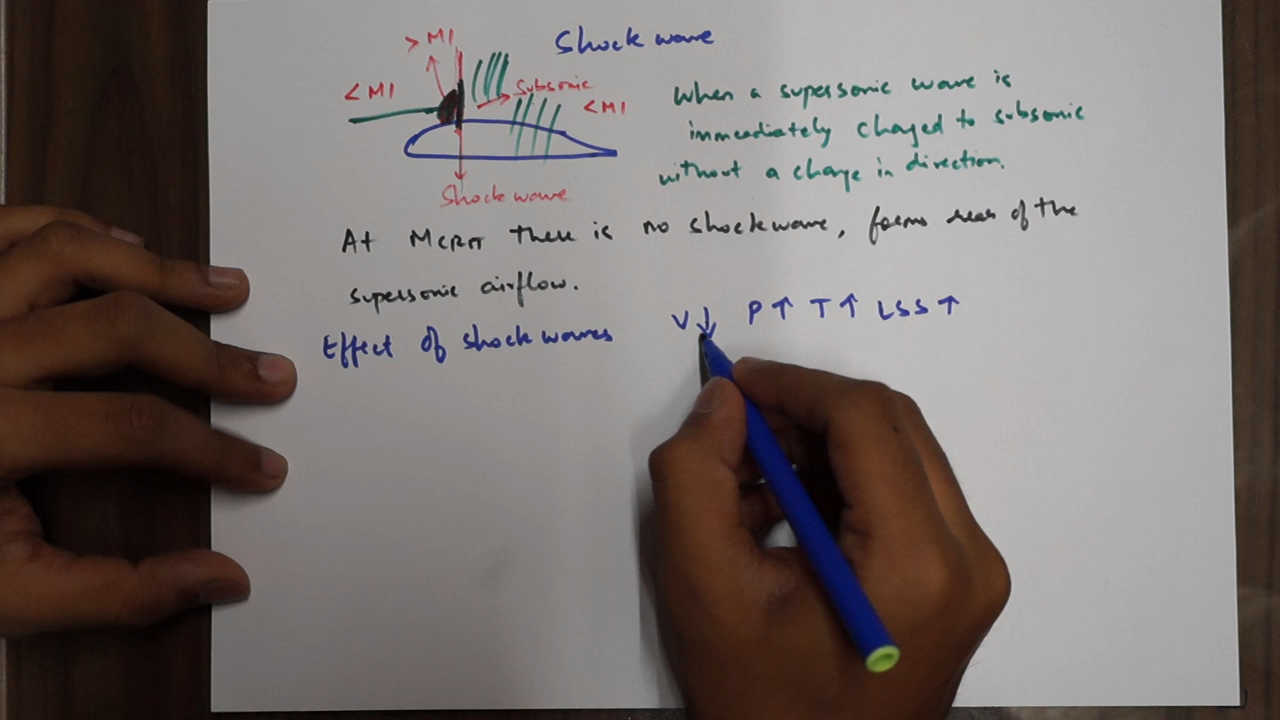 Shock wave
> M1
< M1
Subsonic
< M1
Shock wave
When a supersonic wave is
immediately changed to subsonic
without a change in direction.
At MCRIT there is no shockwave, forms rear of the
supersonic airflow.
Effect of shock waves
V↓ P↑ T↑ LSS↑